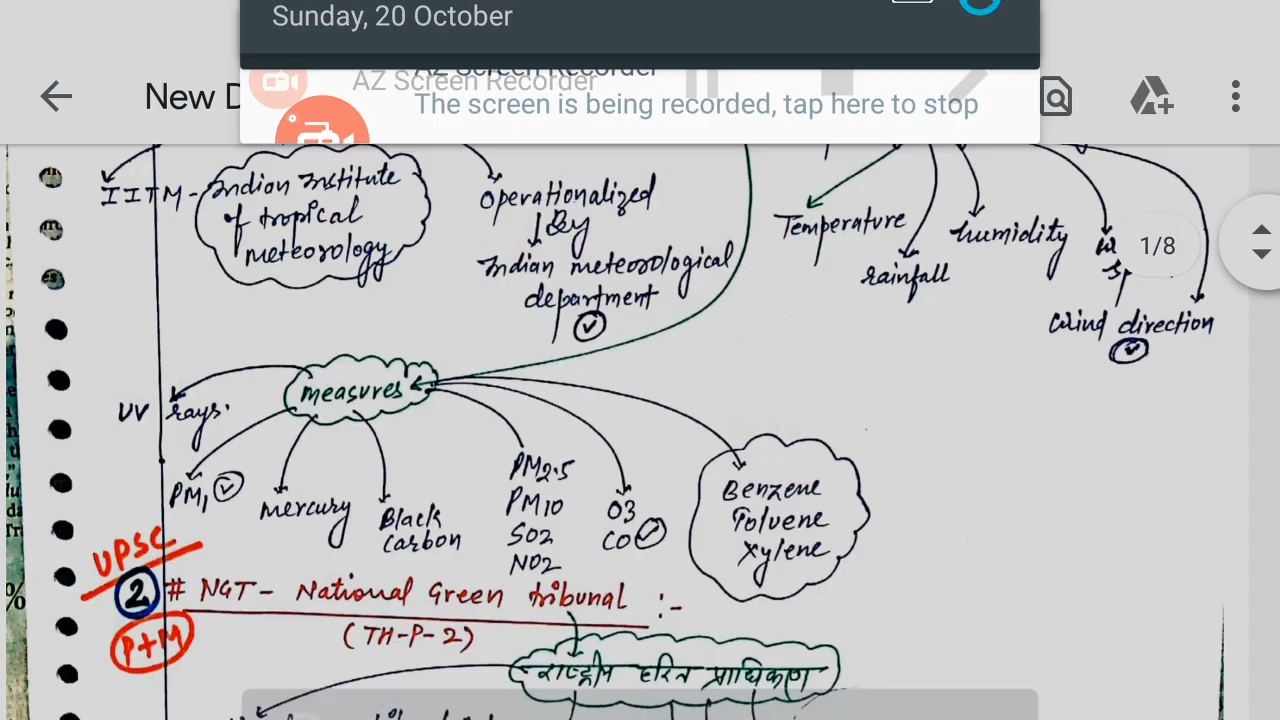 Sunday, 20 October
AZ Screen Recorder
AZ Screen Recorder
The screen is being recorded, tap here to stop
New D
IITM - Indian Institute
of tropical
meteorology
Operationalized
By
Indian meteorological
department
Temperature
rainfall
humidity
Wind direction
1/8
measures
UV rays.
PM1
mercury
Black
carbon
PM2.5
PM10
SO2
NO2
O3
CO
Benzene
Toluene
Xylene
UPSC
2 # NGT - National Green tribunal :-
P+M
(TH-P-2)
राष्ट्रीय हरित प्राधिकरण